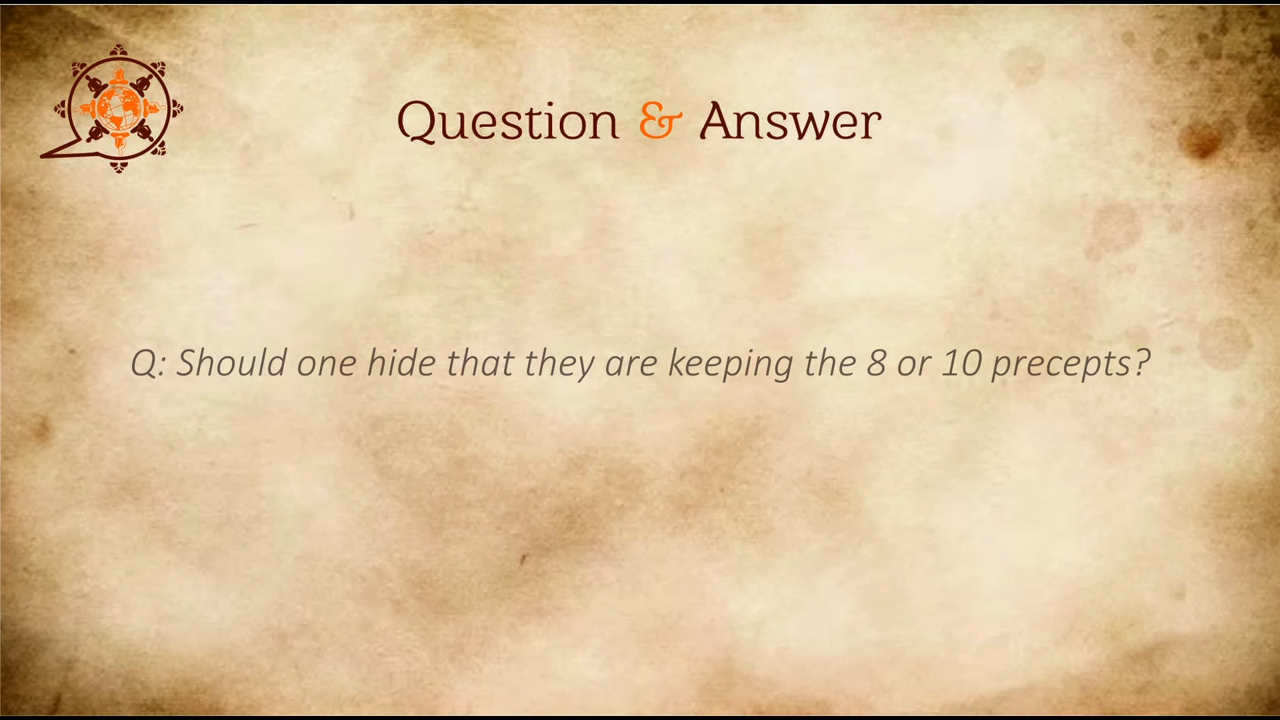 Question & Answer
Q: Should one hide that they are keeping the 8 or 10 precepts?